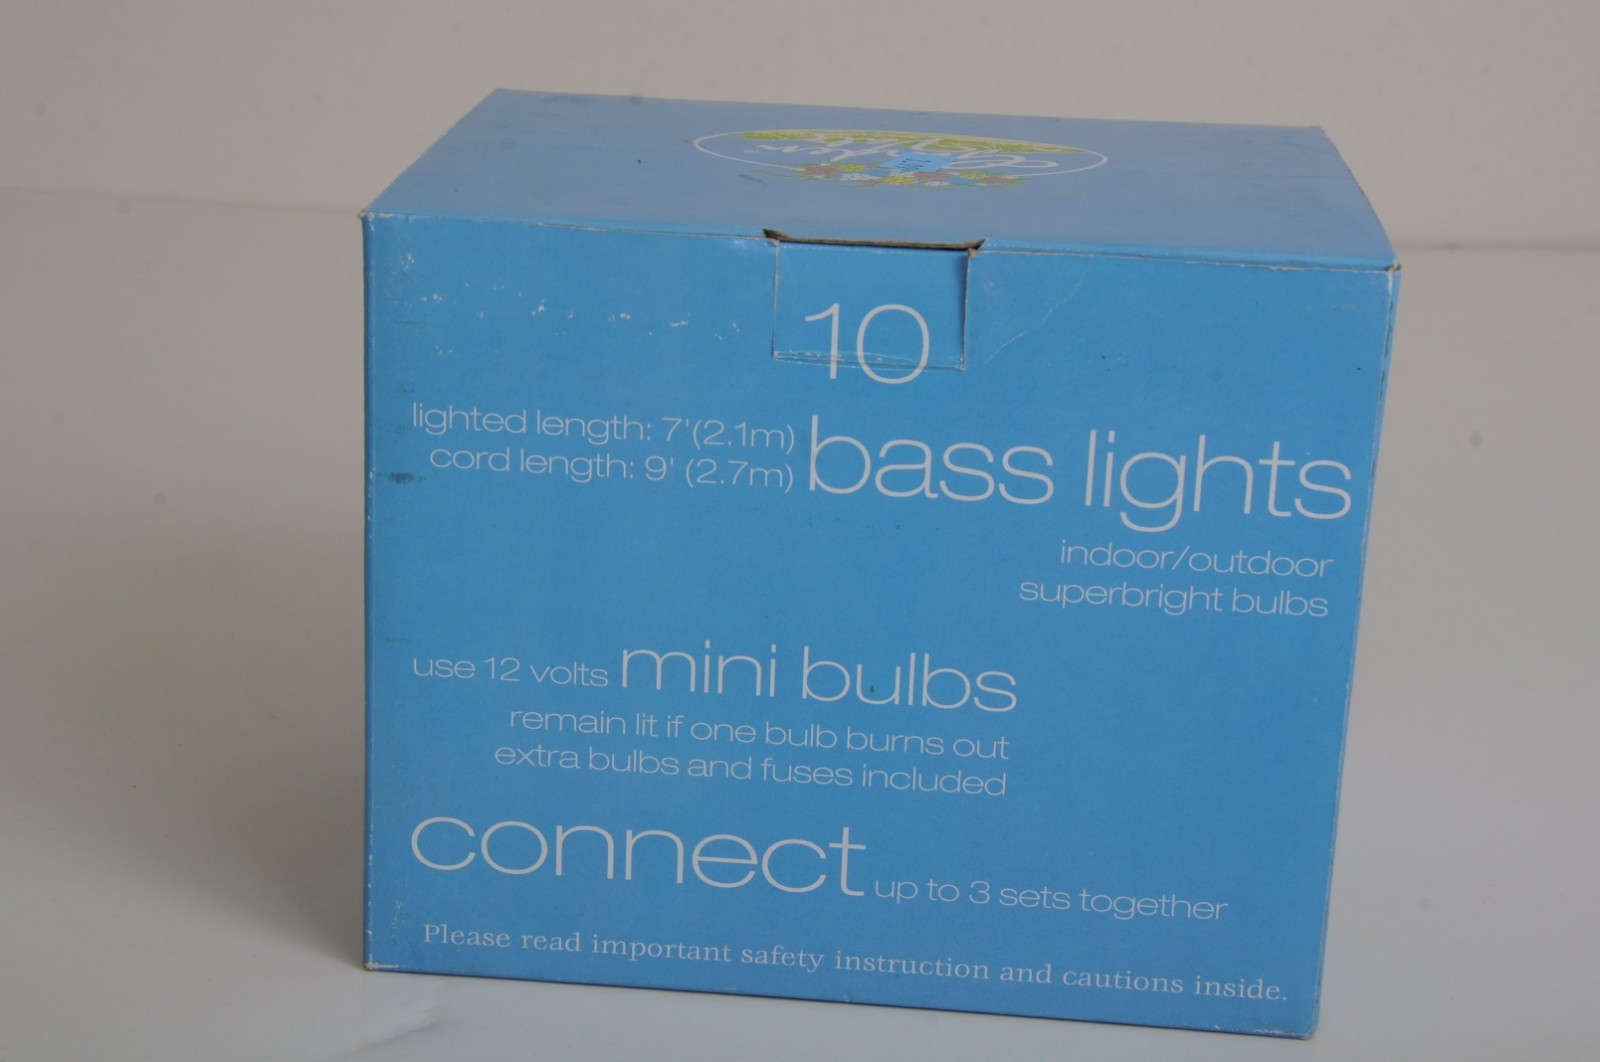 10
lighted length: 7'(2.1m)
cord length: 9' (2.7m)
bass lights
indoor/outdoor
superbright bulbs
use 12 volts mini bulbs
remain lit if one bulb burns out
extra bulbs and fuses included
connect up to 3 sets together
Please read important safety instruction and cautions inside.